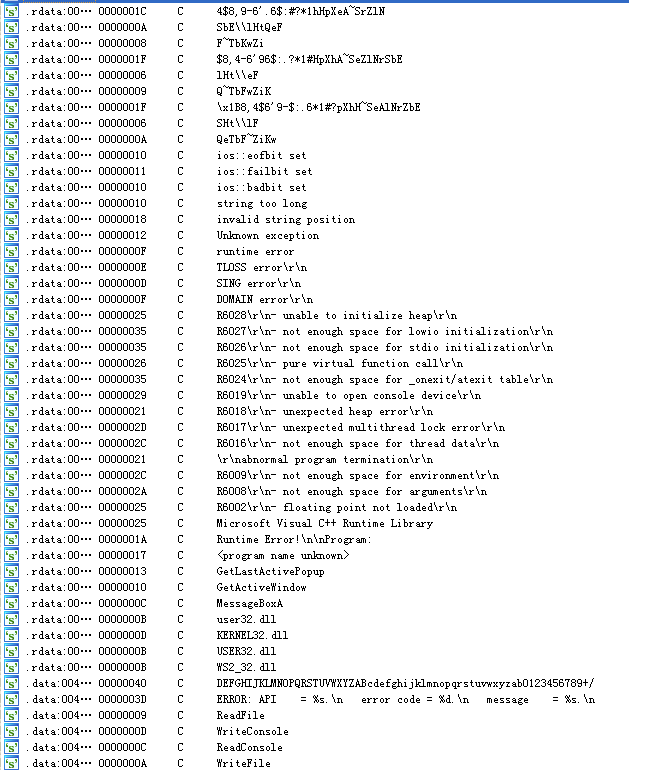 .rdata:00··· 0000001C C 4$8,9-6'.6$:#?*1hHpXeA~SrZlN
.rdata:00··· 0000000A C SbE\\lHtQeF
.rdata:00··· 00000008 C F~TbKwZi
.rdata:00··· 0000001F C $8,4-6'96$:.?*1#HpXhA~SeZlNrSbE
.rdata:00··· 00000006 C lHt\\eF
.rdata:00··· 00000009 C Q~TbFwZiK
.rdata:00··· 0000001F C \x1B8,4$6'9-$:.6*1#?pXhH~SeAlNrZbE
.rdata:00··· 00000006 C SHt\\lF
.rdata:00··· 0000000A C QeTbF~ZiKw
.rdata:00··· 00000010 C ios::eofbit set
.rdata:00··· 00000011 C ios::failbit set
.rdata:00··· 00000010 C ios::badbit set
.rdata:00··· 00000010 C string too long
.rdata:00··· 00000018 C invalid string position
.rdata:00··· 00000012 C Unknown exception
.rdata:00··· 0000000F C runtime error
.rdata:00··· 0000000E C TLOSS error\r\n
.rdata:00··· 0000000D C SING error\r\n
.rdata:00··· 0000000F C DOMAIN error\r\n
.rdata:00··· 00000025 C R6028\r\n- unable to initialize heap\r\n
.rdata:00··· 00000035 C R6027\r\n- not enough space for lowio initialization\r\n
.rdata:00··· 00000035 C R6026\r\n- not enough space for stdio initialization\r\n
.rdata:00··· 00000026 C R6025\r\n- pure virtual function call\r\n
.rdata:00··· 00000035 C R6024\r\n- not enough space for _onexit/atexit table\r\n
.rdata:00··· 00000029 C R6019\r\n- unable to open console device\r\n
.rdata:00··· 00000021 C R6018\r\n- unexpected heap error\r\n
.rdata:00··· 0000002D C R6017\r\n- unexpected multithread lock error\r\n
.rdata:00··· 0000002C C R6016\r\n- not enough space for thread data\r\n
.rdata:00··· 00000021 C \r\nabnormal program termination\r\n
.rdata:00··· 0000002C C R6009\r\n- not enough space for environment\r\n
.rdata:00··· 0000002A C R6008\r\n- not enough space for arguments\r\n
.rdata:00··· 00000025 C R6002\r\n- floating point not loaded\r\n
.rdata:00··· 00000025 C Microsoft Visual C++ Runtime Library
.rdata:00··· 0000001A C Runtime Error!\n\nProgram:
.rdata:00··· 00000017 C <program name unknown>
.rdata:00··· 00000013 C GetLastActivePopup
.rdata:00··· 00000010 C GetActiveWindow
.rdata:00··· 0000000C C MessageBoxA
.rdata:00··· 0000000B C user32.dll
.rdata:00··· 0000000D C KERNEL32.dll
.rdata:00··· 0000000B C USER32.dll
.rdata:00··· 0000000B C WS2_32.dll
.data:004··· 00000040 C DEFGHIJKLMNOPQRSTUVWXYZABcdefghijklmnopqrstuvwxyzab0123456789+/
.data:004··· 0000003D C ERROR: API = %s.\n error code = %d.\n message = %s.\n
.data:004··· 00000009 C ReadFile
.data:004··· 0000000D C WriteConsole
.data:004··· 0000000C C ReadConsole
.data:004··· 0000000A C WriteFile